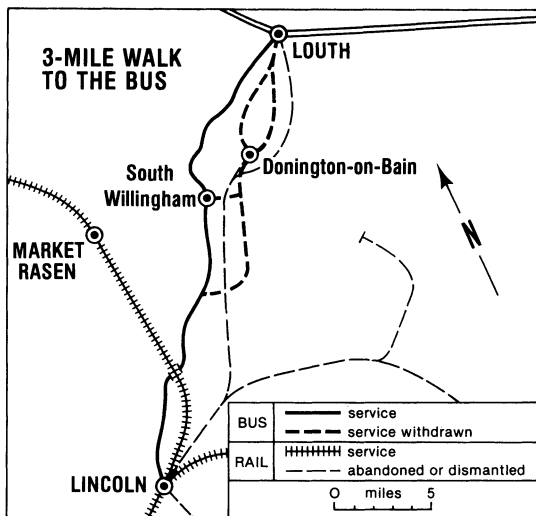 3-MILE WALK
TO THE BUS
LOUTH
Donington-on-Bain
South
Willingham
MARKET
RASEN
N
LINCOLN
BUS
service
service withdrawn
RAIL
service
abandoned or dismantled
0 miles 5